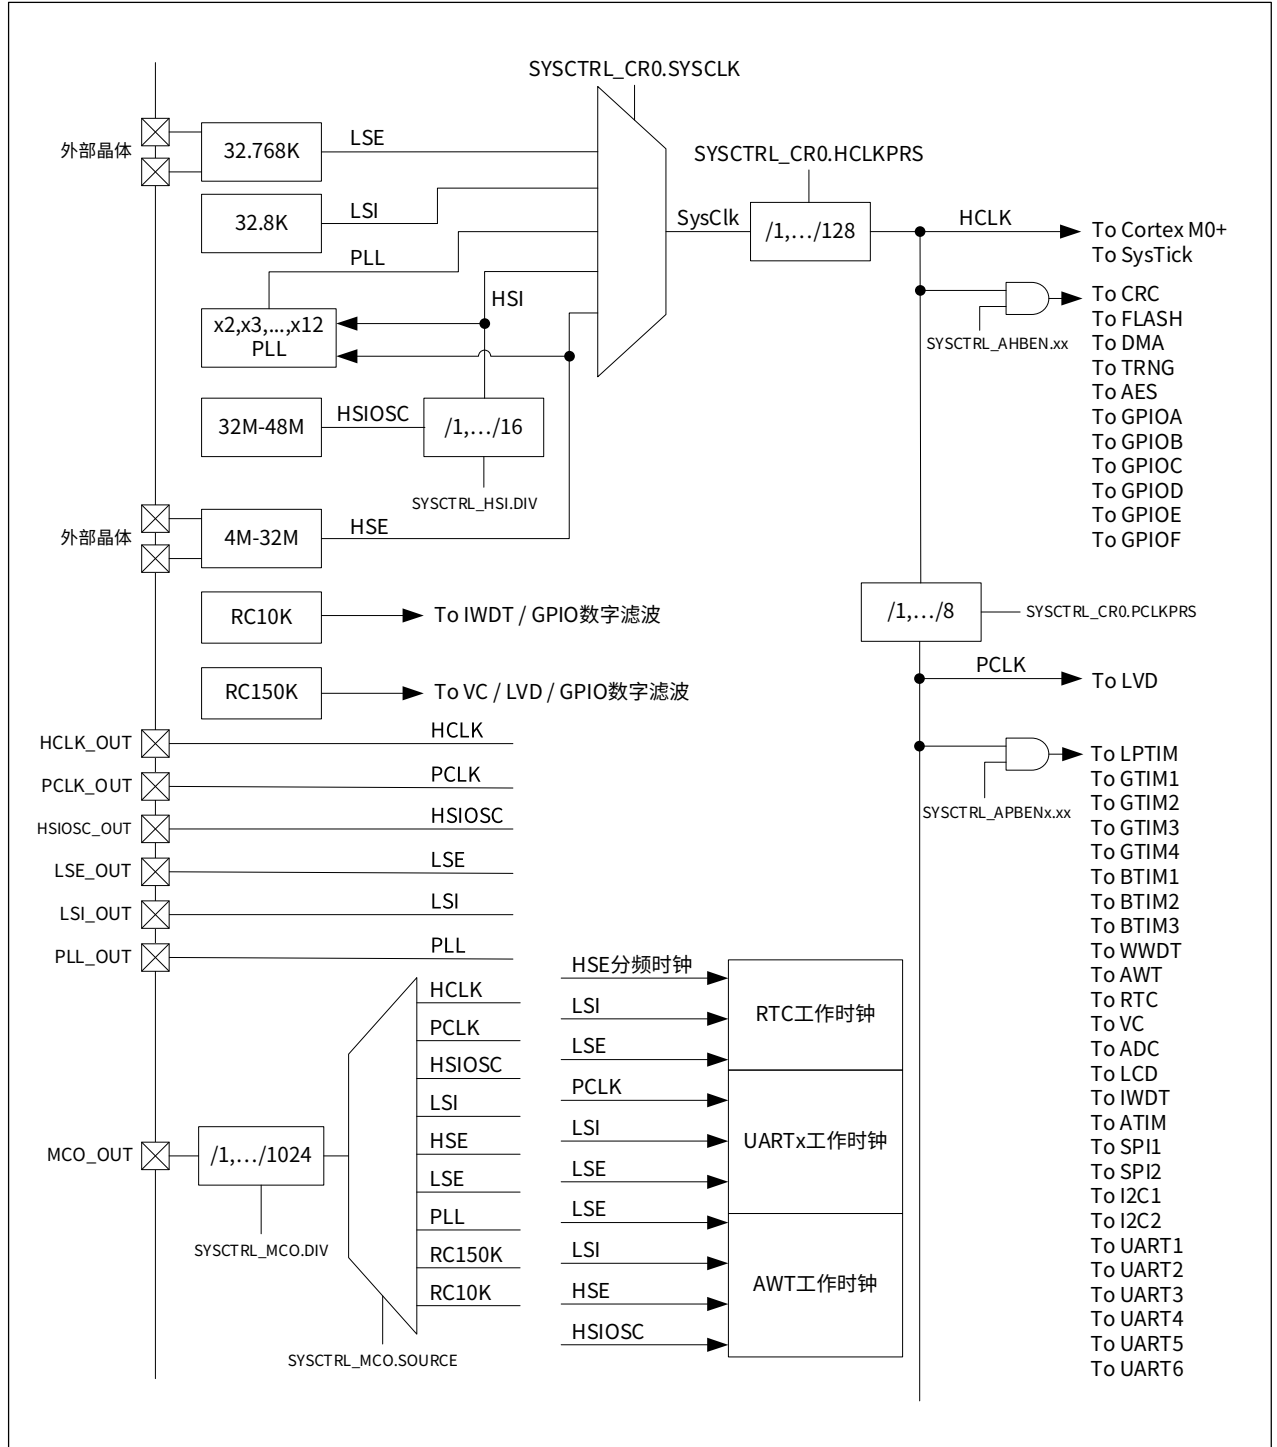 SYSCTRL_CR0.SYSCLK
外部晶体
32.768K
LSE
SYSCTRL_CR0.HCLKPRS
32.8K
LSI
SysClk
/1,.../128
HCLK
To Cortex M0+
To SysTick
PLL
HSI
x2,x3,...,x12
PLL
SYSCTRL_AHBEN.xx
To CRC
To FLASH
To DMA
To TRNG
To AES
To GPIOA
To GPIOB
To GPIOC
To GPIOD
To GPIOE
To GPIOF
32M-48M
HSIOSC
/1,.../16
SYSCTRL_HSI.DIV
外部晶体
4M-32M
HSE
RC10K
To IWDT / GPIO数字滤波
/1,.../8
SYSCTRL_CR0.PCLKPRS
RC150K
To VC / LVD / GPIO数字滤波
PCLK
To LVD
HCLK_OUT
HCLK
PCLK_OUT
PCLK
HSIOSC_OUT
HSIOSC
LSE_OUT
LSE
LSI_OUT
LSI
PLL_OUT
PLL
SYSCTRL_APBENx.xx
To LPTIM
To GTIM1
To GTIM2
To GTIM3
To GTIM4
To BTIM1
To BTIM2
To BTIM3
To WWDT
To AWT
To RTC
To VC
To ADC
To LCD
To IWDT
To ATIM
To SPI1
To SPI2
To I2C1
To I2C2
To UART1
To UART2
To UART3
To UART4
To UART5
To UART6
MCO_OUT
/1,.../1024
SYSCTRL_MCO.DIV
HCLK
PCLK
HSIOSC
LSI
HSE
LSE
PLL
RC150K
RC10K
SYSCTRL_MCO.SOURCE
HSE分频时钟
LSI
LSE
RTC工作时钟
PCLK
LSI
LSE
UARTx工作时钟
LSE
LSI
HSE
HSIOSC
AWT工作时钟